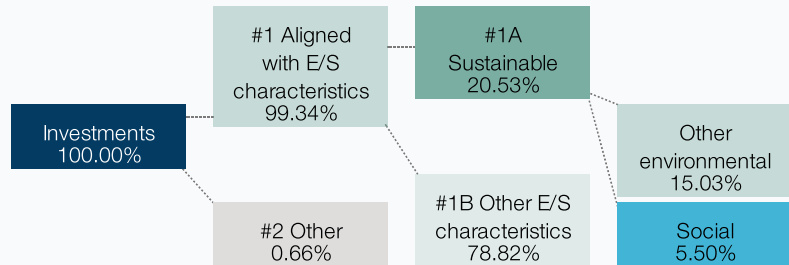 Investments
100.00%
#1 Aligned
with E/S
characteristics
99.34%
#2 Other
0.66%
#1A
Sustainable
20.53%
#1B Other E/S
characteristics
78.82%
Other
environmental
15.03%
Social
5.50%